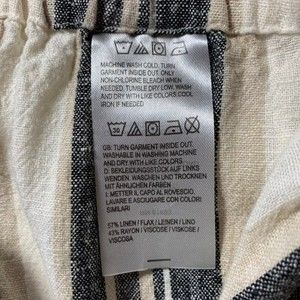 MACHINE WASH COLD, TURN
GARMENT INSIDE OUT, ONLY
NON-CHLORINE BLEACH WHEN
NEEDED, TUMBLE DRY LOW, WASH
AND DRY WITH LIKE COLORS COOL
IRON IF NEEDED
30
GB: TURN GARMENT INSIDE OUT.
WASHABLE IN WASHING MACHINE
AND DRY WITH LIKE COLORS
D: BEKLEIDUNGSSTÜCK AUF LINKS
WENDEN, WASCHEN UND TROCKNEN
MIT ÄHNLICHEN FARBEN
I: METTER IL CAPO AL ROVESCIO,
LAVARE E ASCIUGARE CON COLORI
SIMILARI
57% LINEN / FLAX / LEINEN / LINO
43% RAYON / VISCOSE / VISKOSE /
VISCOSA